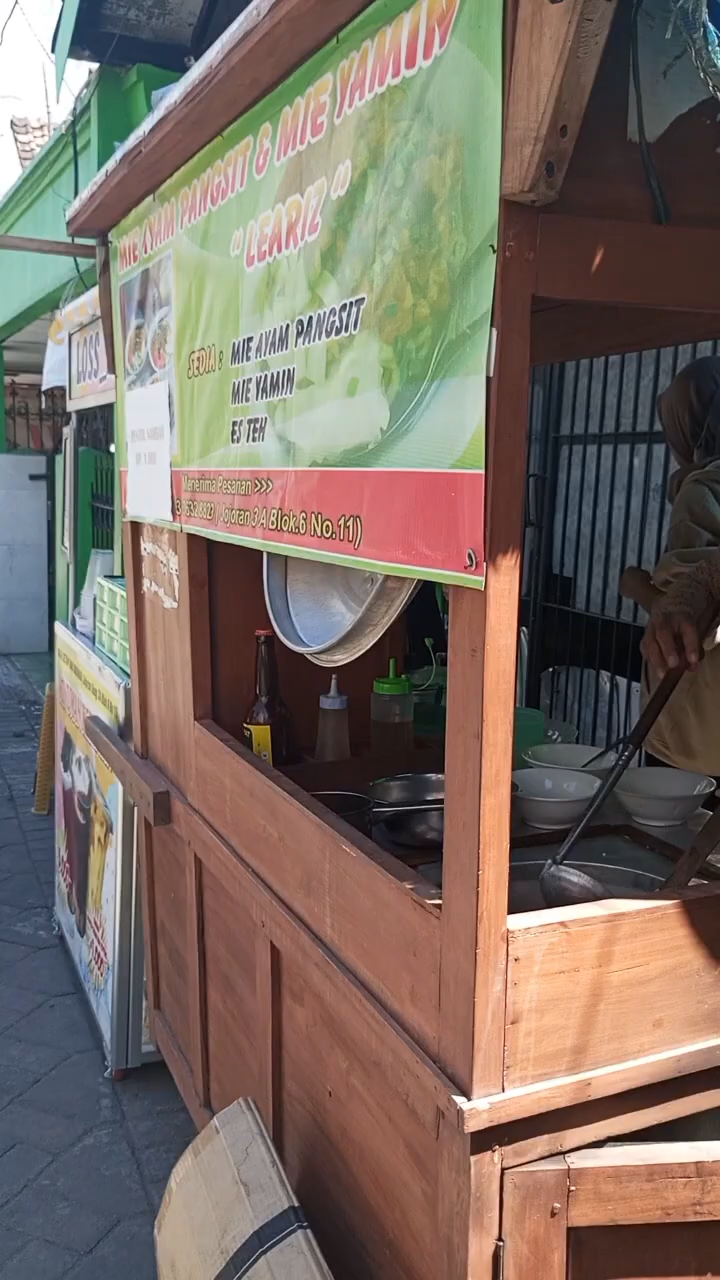 MIE AYAM PANGSIT & MIE YAMIN
" LEARIZ "
SEDIA : MIE AYAM PANGSIT
MIE YAMIN
ES TEH
Menerima Pesanan >>>
Jojoran 3 A Blok.6 No.11)
LOSS